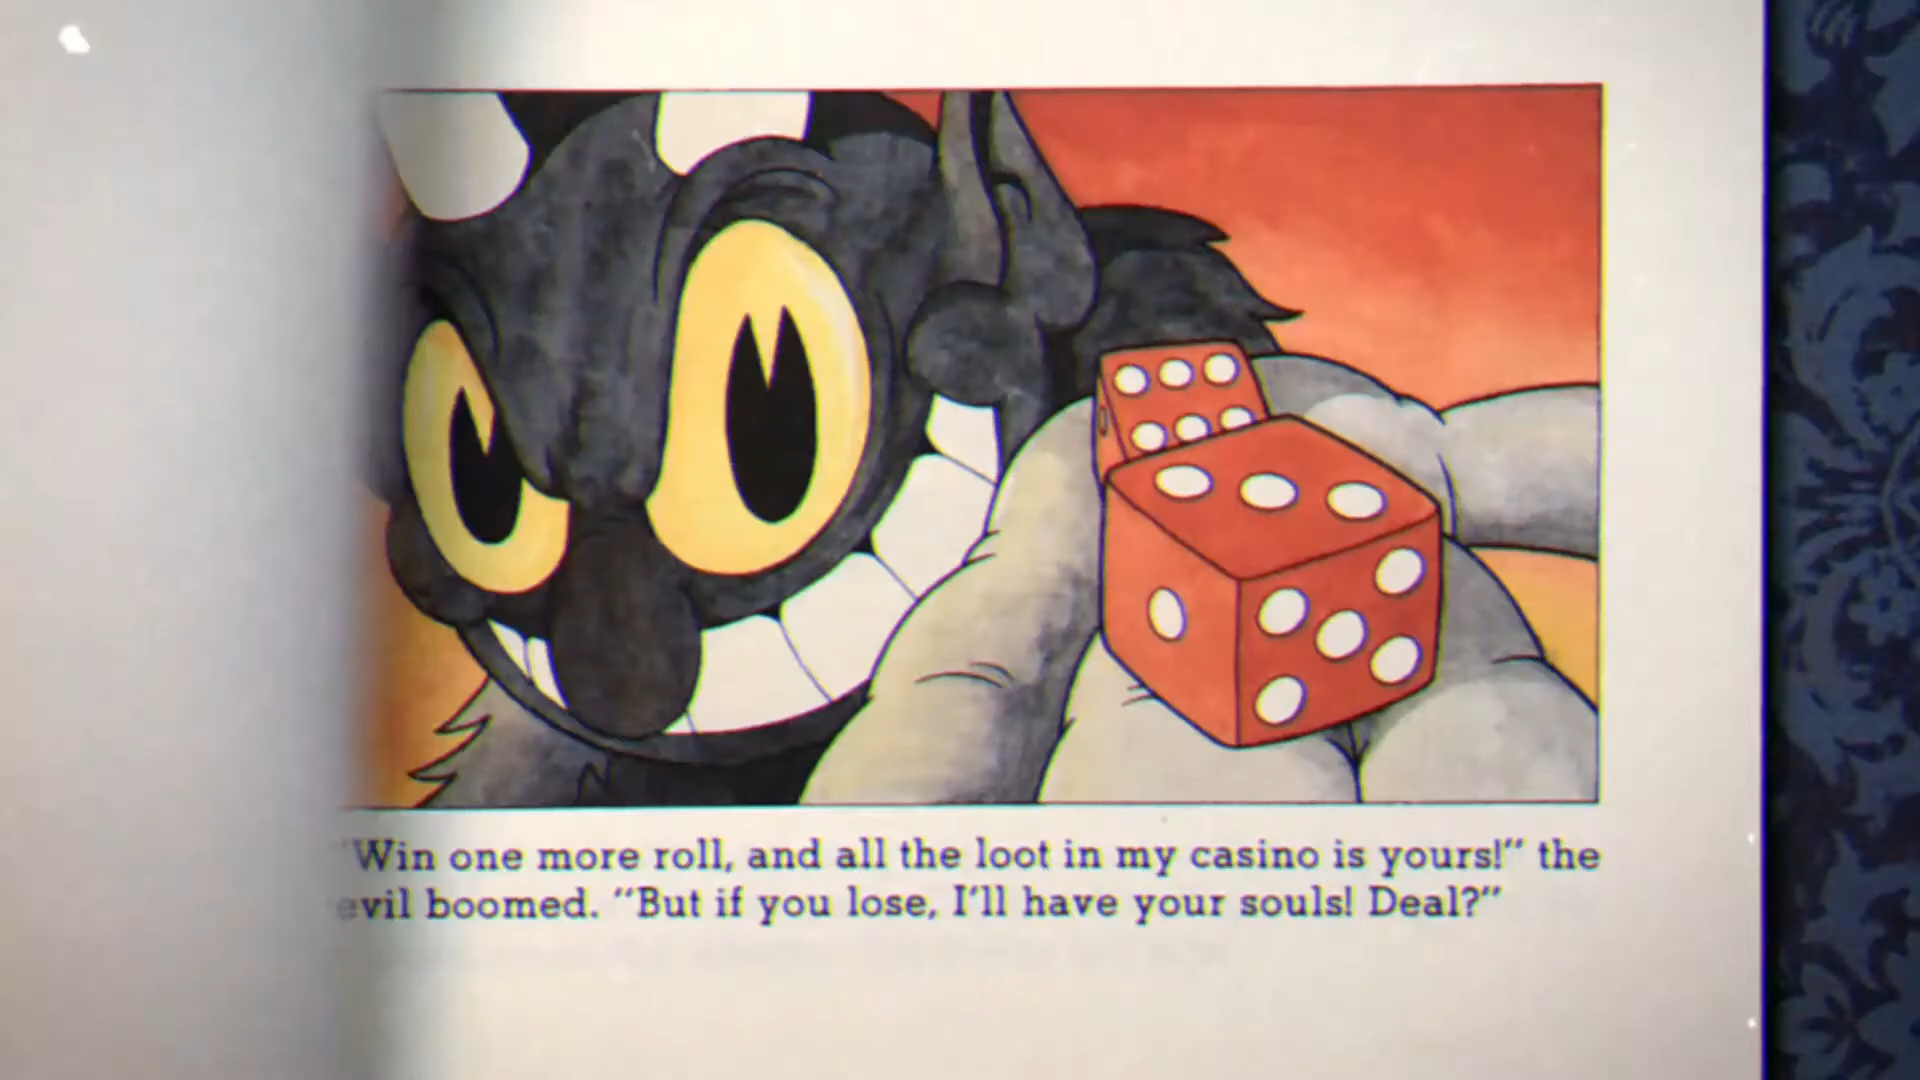 "Win one more roll, and all the loot in my casino is yours!" the
evil boomed. "But if you lose, I'll have your souls! Deal?"